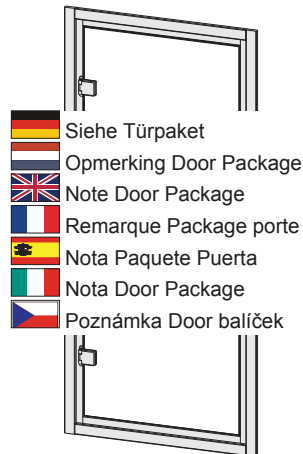 Siehe Türpaket
Opmerking Door Package
Note Door Package
Remarque Package porte
Nota Paquete Puerta
Nota Door Package
Poznámka Door balíček